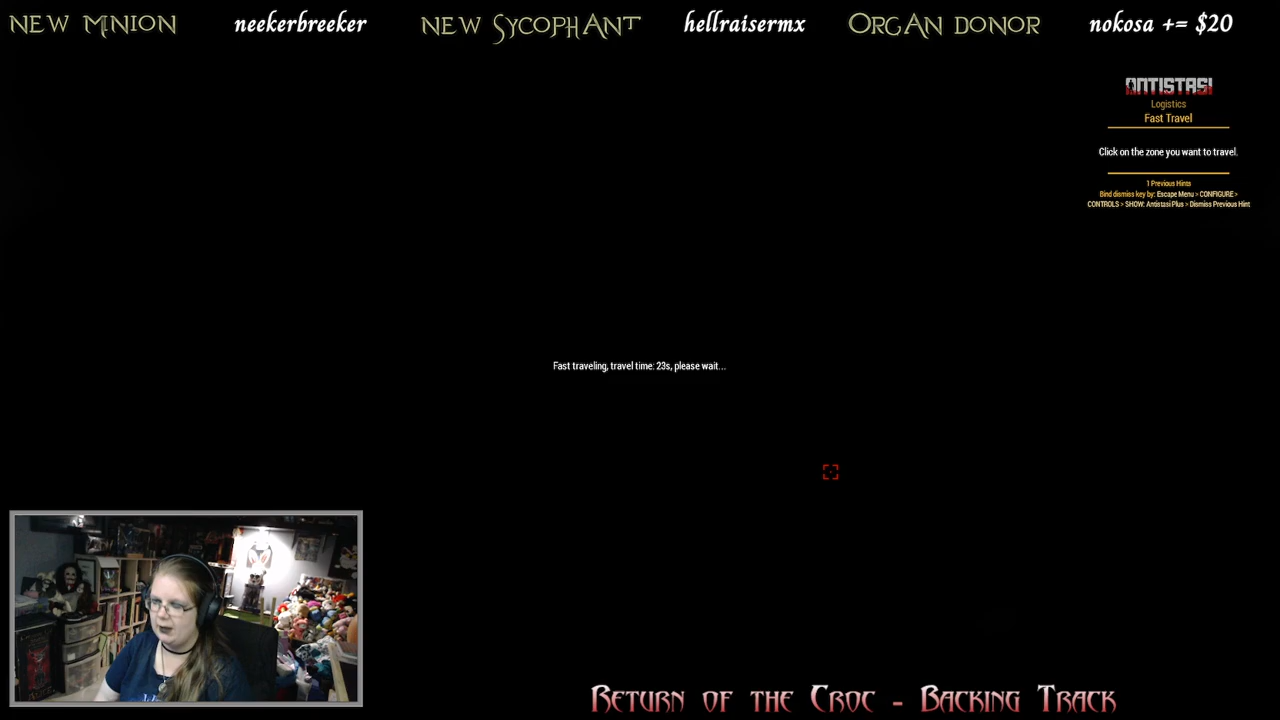 NEW MINION neekerbreeker NEW SYCOPHANT hellraisermx ORGAN DONOR nokosa += $20
ANTISTASI
Logistics
Fast Travel
Click on the zone you want to travel.
1 Previous Hints
Bind dismiss key by: Escape Menu > CONFIGURE >
CONTROLS > SHOW: Antistasi Plus > Dismiss Previous Hint
Fast traveling, travel time: 23s, please wait...
RETURN OF THE CROC - BACKING TRACK